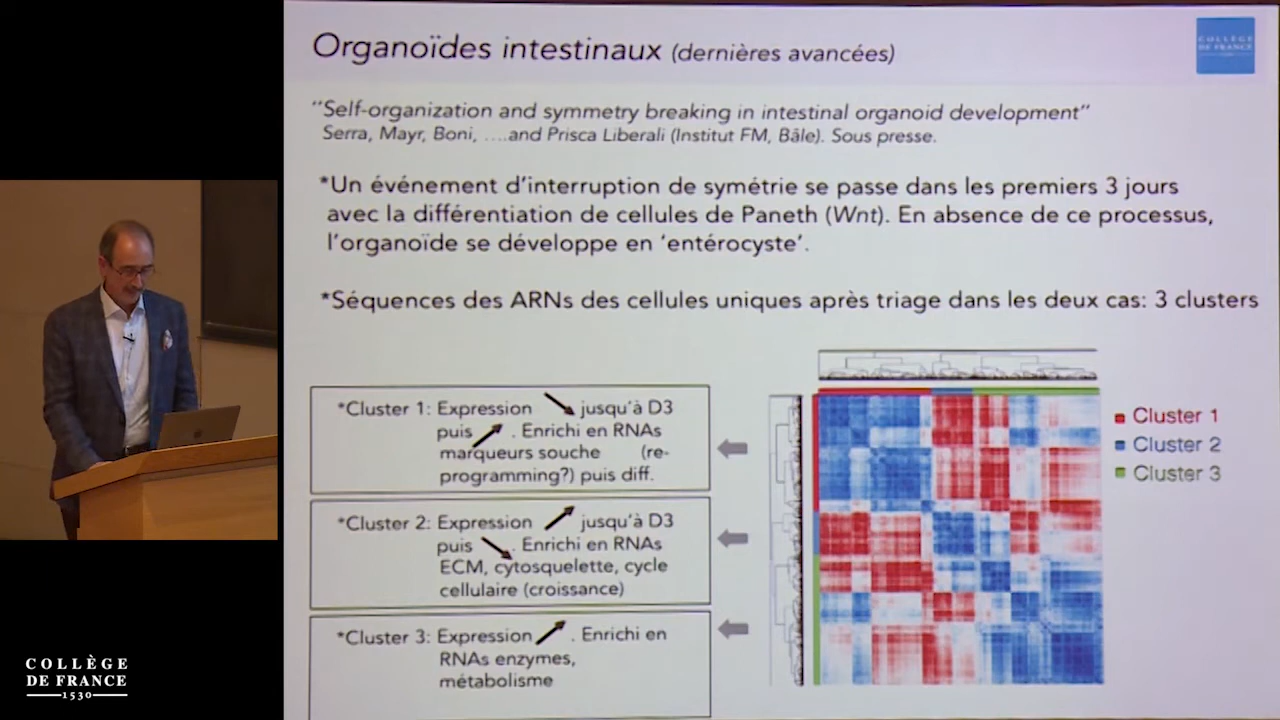 Organoïdes intestinaux (dernières avancées)
COLLÈGE
DE FRANCE
1530
"Self-organization and symmetry breaking in intestinal organoid development"
Serra, Mayr, Boni, ....and Prisca Liberali (Institut FM, Bâle). Sous presse.
*Un événement d'interruption de symétrie se passe dans les premiers 3 jours
avec la différentiation de cellules de Paneth (Wnt). En absence de ce processus,
l'organoïde se développe en 'entérocyste'.
*Séquences des ARNs des cellules uniques après triage dans les deux cas: 3 clusters
*Cluster 1: Expression jusqu'à D3
puis . Enrichi en RNAs
marqueurs souche (re-
programming?) puis diff.
*Cluster 2: Expression jusqu'à D3
puis . Enrichi en RNAs
ECM, cytosquelette, cycle
cellulaire (croissance)
*Cluster 3: Expression . Enrichi en
RNAs enzymes,
métabolisme
Cluster 1
Cluster 2
Cluster 3
COLLÈGE
DE FRANCE
1530